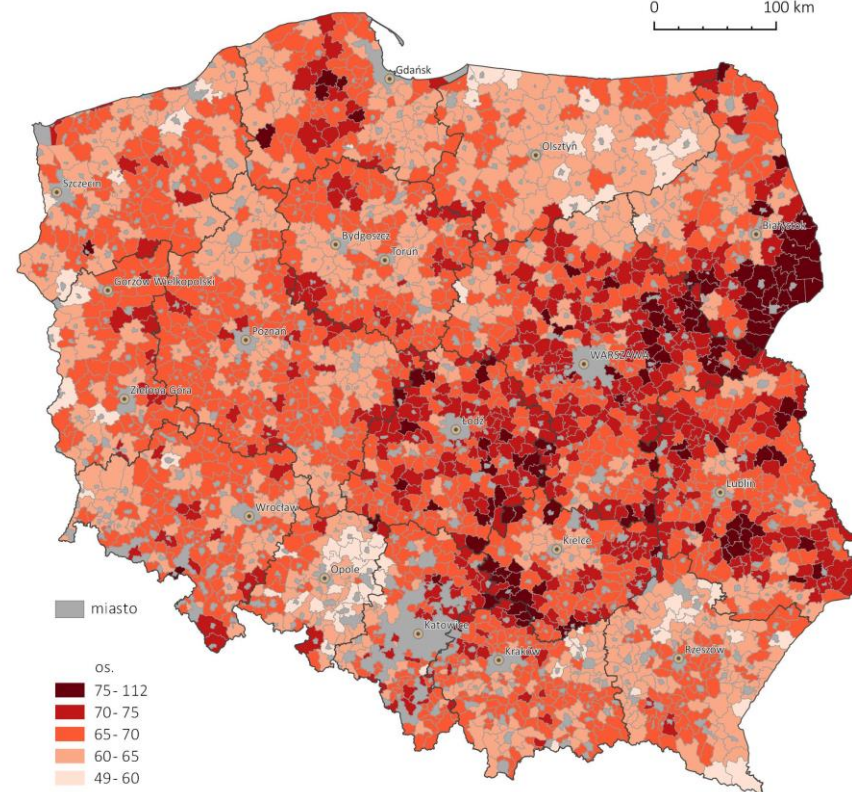 0 100 km
Gdańsk
Olsztyn
Szczecin
Białystok
Bydgoszcz
Toruń
Gorzów Wielkopolski
Poznań
WARSZAWA
Zielona Góra
Łódź
Lublin
Wrocław
Kielce
Opole
miasto
Katowice
Kraków
Rzeszów
os.
75 - 112
70 - 75
65 - 70
60 - 65
49 - 60